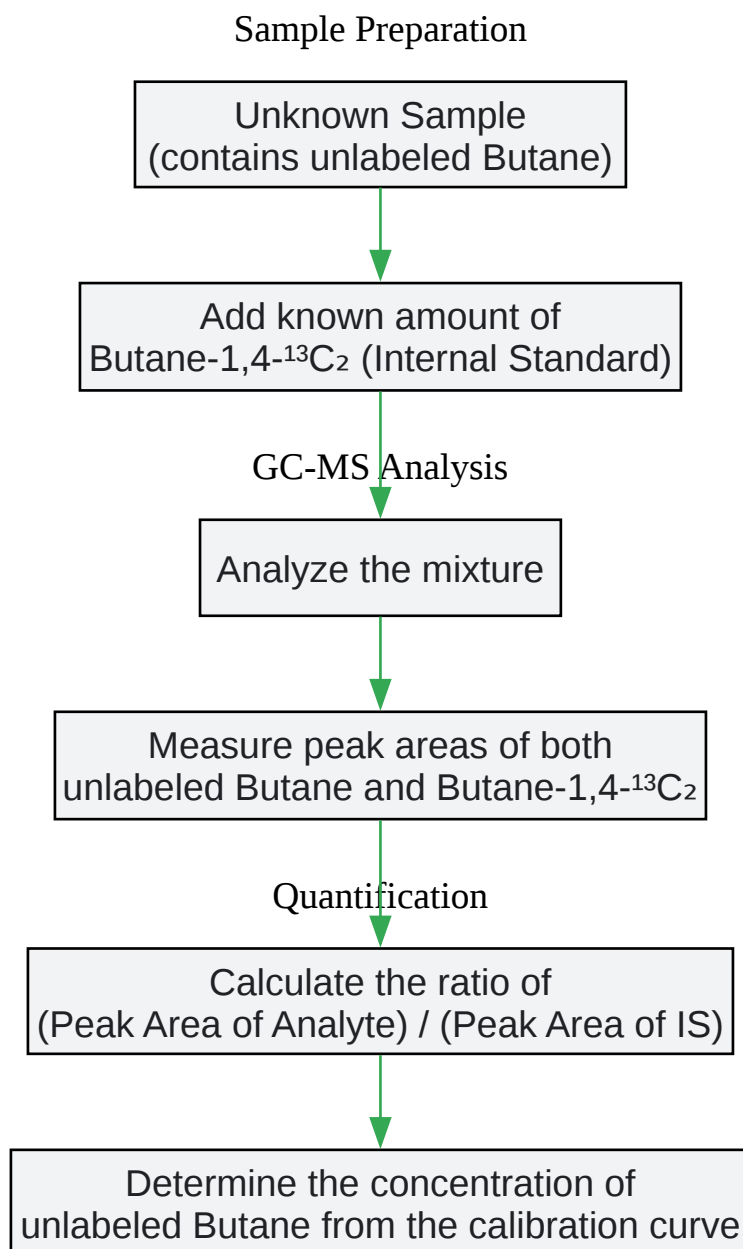 Sample Preparation
Unknown Sample
(contains unlabeled Butane)
Add known amount of
Butane-1,4-¹³C₂ (Internal Standard)
GC-MS Analysis
Analyze the mixture
Measure peak areas of both
unlabeled Butane and Butane-1,4-¹³C₂
Quantification
Calculate the ratio of
(Peak Area of Analyte) / (Peak Area of IS)
Determine the concentration of
unlabeled Butane from the calibration curve